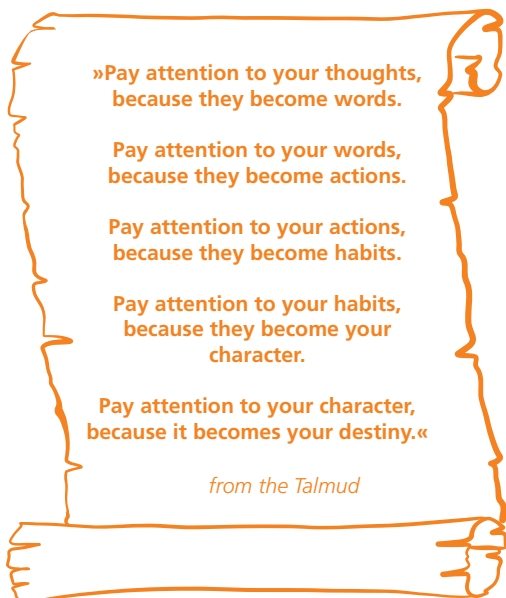 »Pay attention to your thoughts,
because they become words.
Pay attention to your words,
because they become actions.
Pay attention to your actions,
because they become habits.
Pay attention to your habits,
because they become your
character.
Pay attention to your character,
because it becomes your destiny.«
from the Talmud